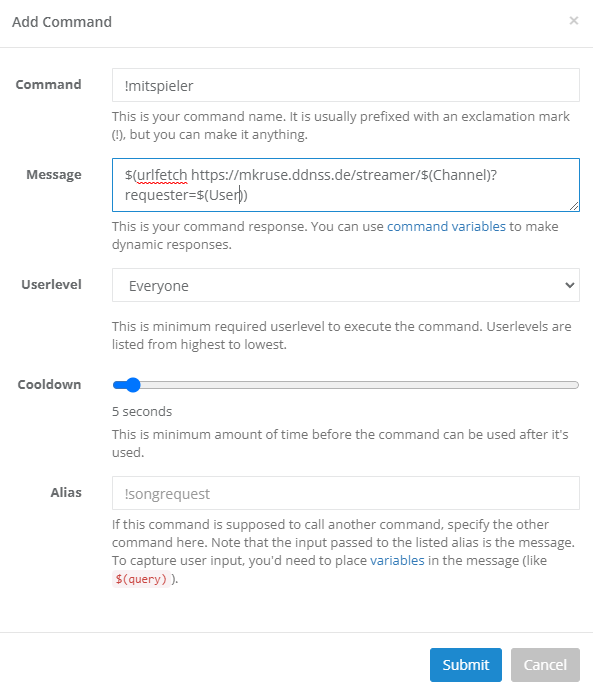 Add Command
×
Command
!mitspieler
This is your command name. It is usually prefixed with an exclamation mark
(!), but you can make it anything.
Message
$(urlfetch https://mkruse.ddnss.de/streamer/$(Channel)?
requester=$(User))
This is your command response. You can use command variables to make
dynamic responses.
Userlevel
Everyone
This is minimum required userlevel to execute the command. Userlevels are
listed from highest to lowest.
Cooldown
5 seconds
This is minimum amount of time before the command can be used after it's
used.
Alias
!songrequest
If this command is supposed to call another command, specify the other
command here. Note that the input passed to the listed alias is the message.
To capture user input, you'd need to place variables in the message (like
$(query) ).
Submit
Cancel